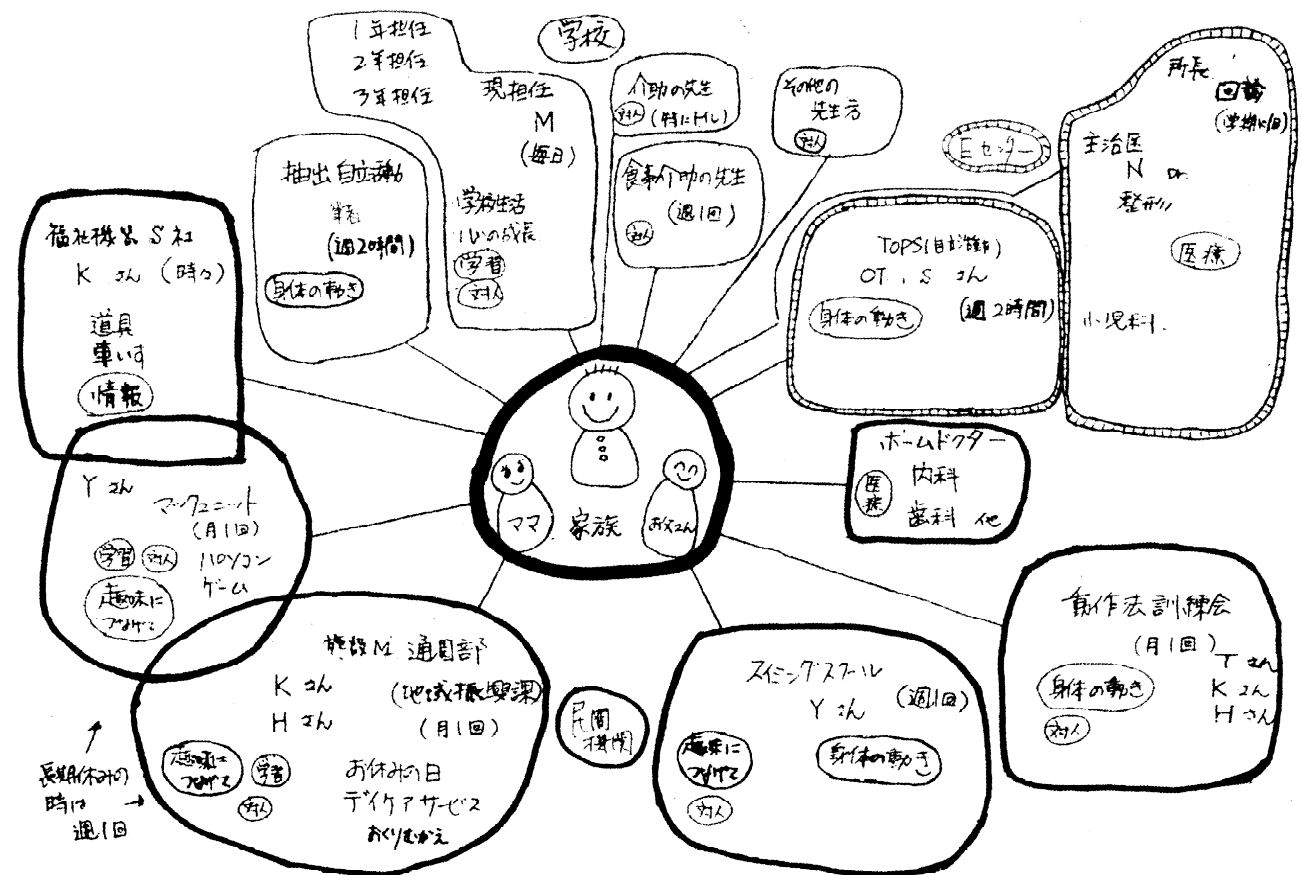 学校
1年担任
2年担任
3年担任
現担任
M
(毎日)
学校生活
心の成長
学習
対人
介助の先生
対人
その他の
先生方
対人
食事介助の先生
(週1回)
対人
抽出自立活動
(週2時間)
身体の動き
福祉機器 S社
Kさん (時々)
道具
車いす
情報
Eセンター
所長
回診
(学期に1回)
主治医
N Dr.
整形
医療
小児科
OT. Sさん
(週2時間)
身体の動き
ママ
家族
お父さん
ホームドクター
医療
内科
歯科 他
Yさん
マックユニット
(月1回)
学習
対人
パソコン
ゲーム
趣味に
つなげて
動作法訓練会
(月1回)
Tさん
Kさん
Hさん
身体の動き
対人
施設M 通園部
Kさん
Hさん
(地域振興課)
(月1回)
趣味に
つなげて
学習
対人
お休みの日
デイケアサービス
おくりむかえ
長期休みの
時は
週1回
民間
機関
スイミングスクール
Yさん
(週1回)
趣味に
つなげて
身体の動き
対人